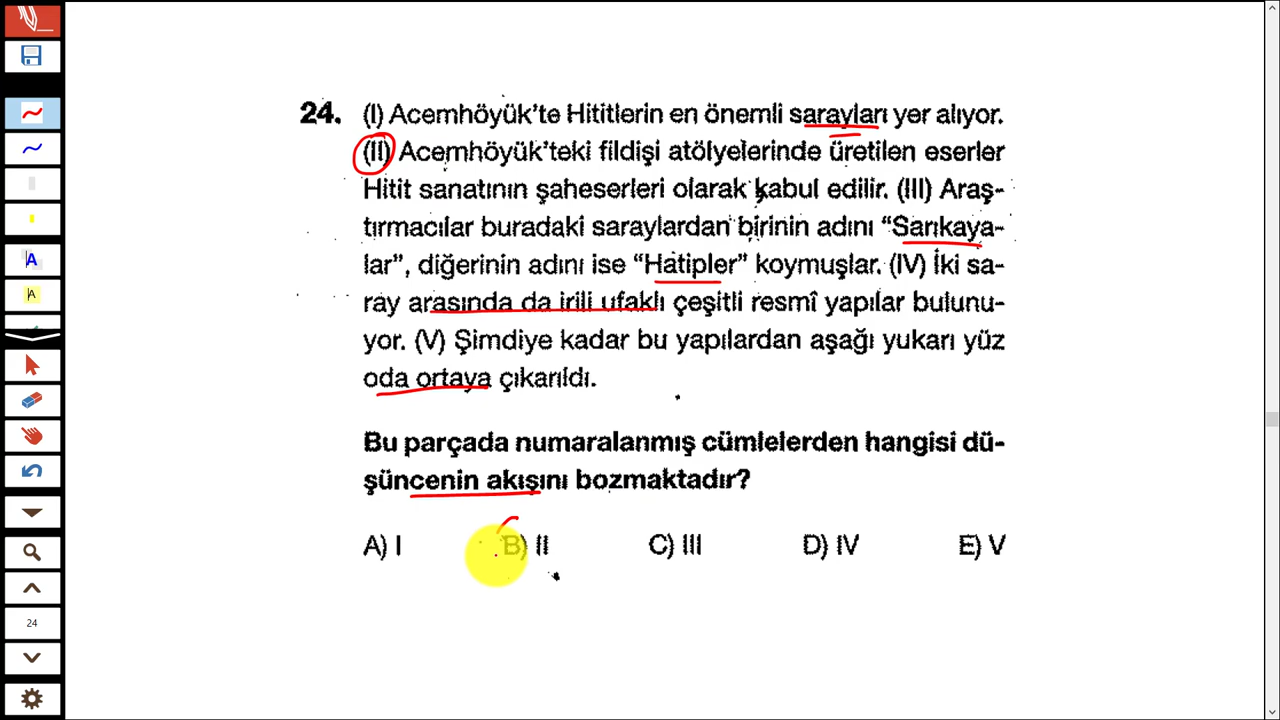 24. (I) Acemhöyük'te Hititlerin en önemli sarayları yer alıyor.
(II) Acemhöyük'teki fildişi atölyelerinde üretilen eserler
Hitit sanatının şaheserleri olarak kabul edilir. (III) Araş-
tırmacılar buradaki saraylardan birinin adını “Sarıkaya-
lar”, diğerinin adını ise “Hatipler” koymuşlar. (IV) İki sa-
ray arasında da irili ufaklı çeşitli resmî yapılar bulunu-
yor. (V) Şimdiye kadar bu yapılardan aşağı yukarı yüz
oda ortaya çıkarıldı.
Bu parçada numaralanmış cümlelerden hangisi dü-
şüncenin akışını bozmaktadır?
A) I B) II C) III D) IV E) V
A
A
24